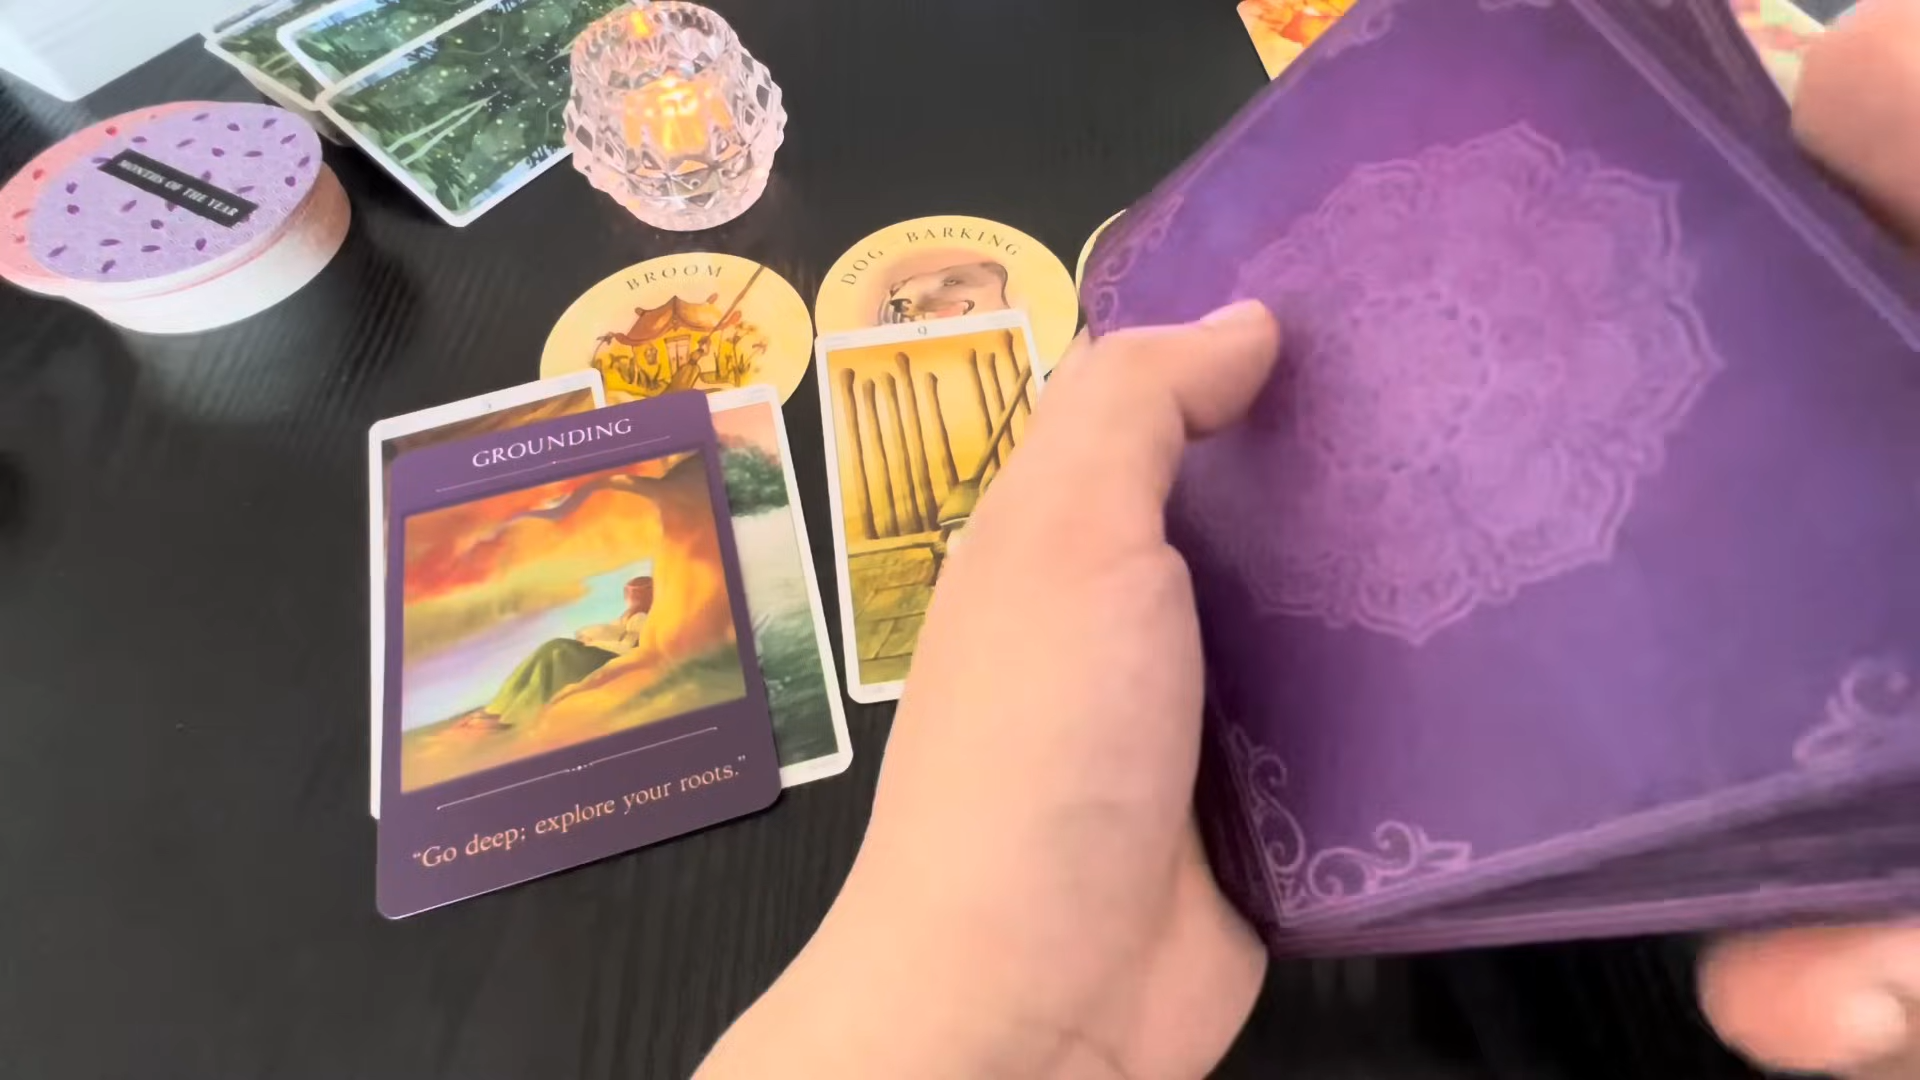 MONTHS OF THE YEAR
BROOM
DOG - BARKING
9
GROUNDING
"Go deep; explore your roots."